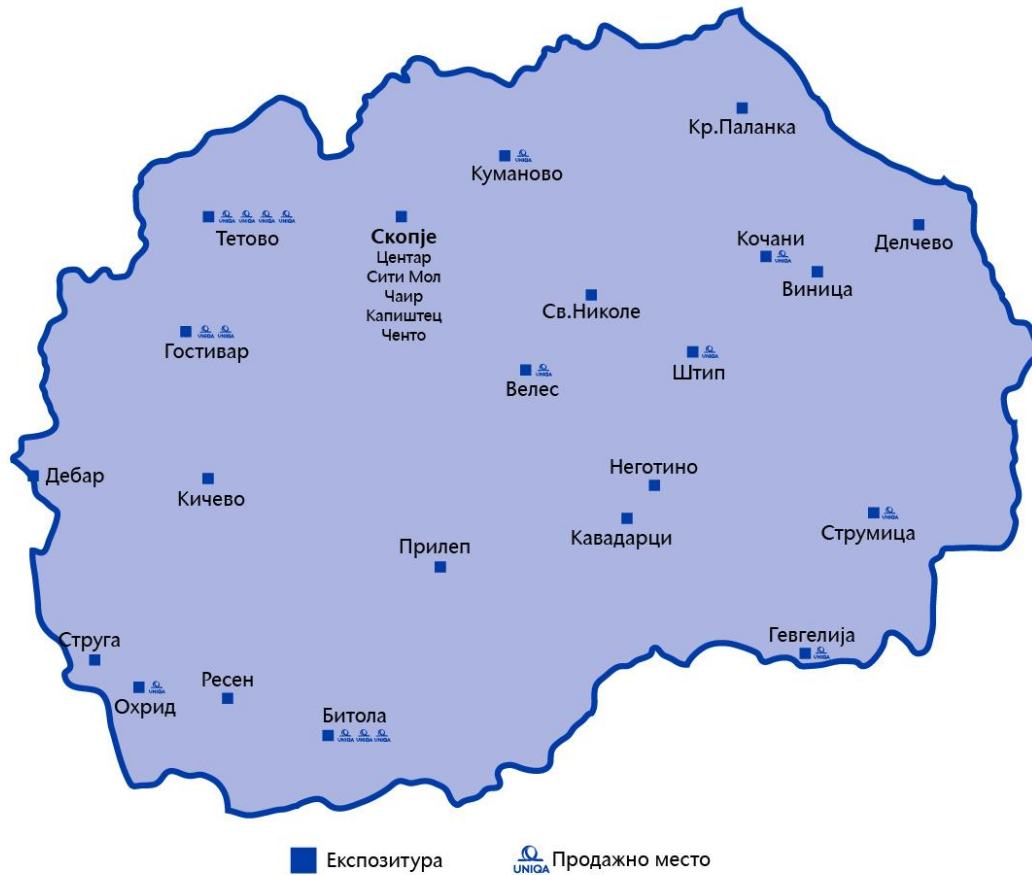 Кр.Паланка
UNIQA
Куманово
UNIQA UNIQA UNIQA UNIQA
Тетово
Скопје
Центар
Сити Мол
Чаир
Капиштец
Ченто
Делчево
Кочани
UNIQA
Виница
Св.Николе
UNIQA UNIQA
Гостивар
UNIQA
Штип
UNIQA
Велес
Дебар
Кичево
Неготино
Кавадарци
UNIQA
Струмица
Прилеп
Гевгелија
UNIQA
Струга
UNIQA
Охрид
Ресен
Битола
UNIQA UNIQA UNIQA
Експозитура
UNIQA Продажно место